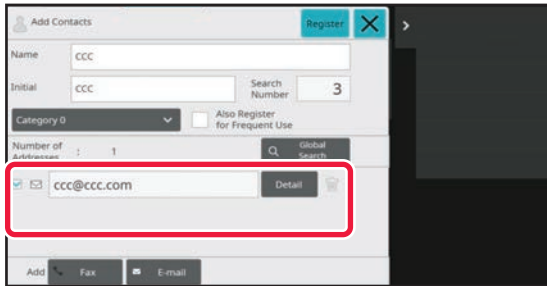 Add Contacts
Register
Name
ccc
Initial
ccc
Search
Number
3
Category 0
Also Register
for Frequent Use
Number of
Addresses
:
1
Global
Search
ccc@ccc.com
Detail
Add
Fax
E-mail